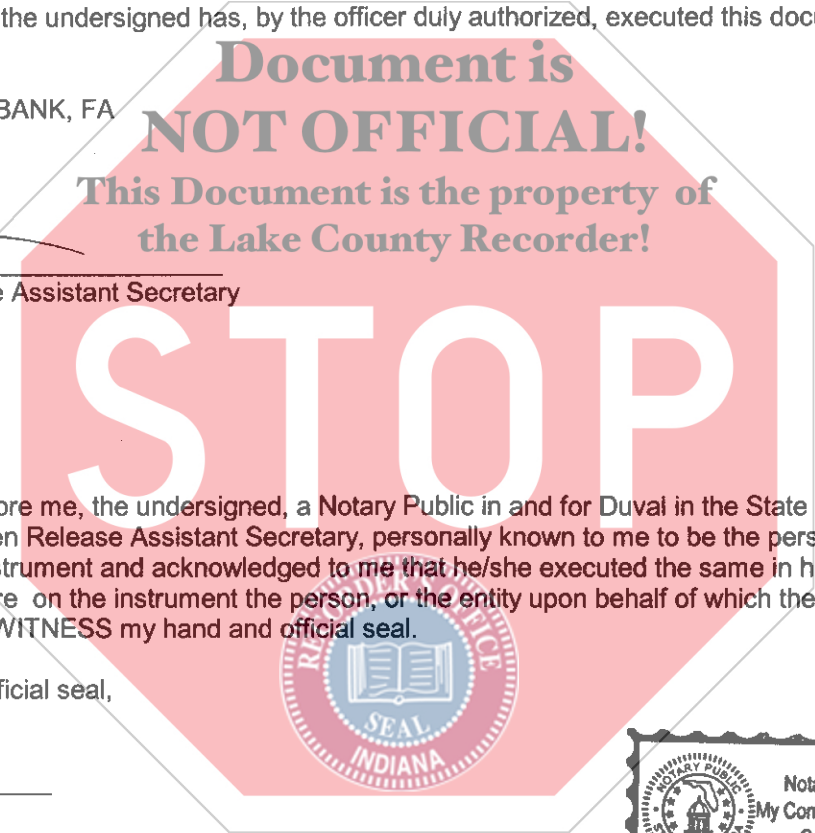 the undersigned has, by the officer duly authorized, executed this docu
Document is
BANK, FA
NOT OFFICIAL!
This Document is the property of
the Lake County Recorder!
Assistant Secretary
STOP
ore me, the undersigned, a Notary Public in and for Duval in the State
en Release Assistant Secretary, personally known to me to be the pers
strument and acknowledged to me that he/she executed the same in h
re on the instrument the person, or the entity upon behalf of which the
WITNESS my hand and official seal.
RECORDER'S OFFICE
SEAL
INDIANA
ficial seal,
NOTARY PUBLIC
Nota
My Com